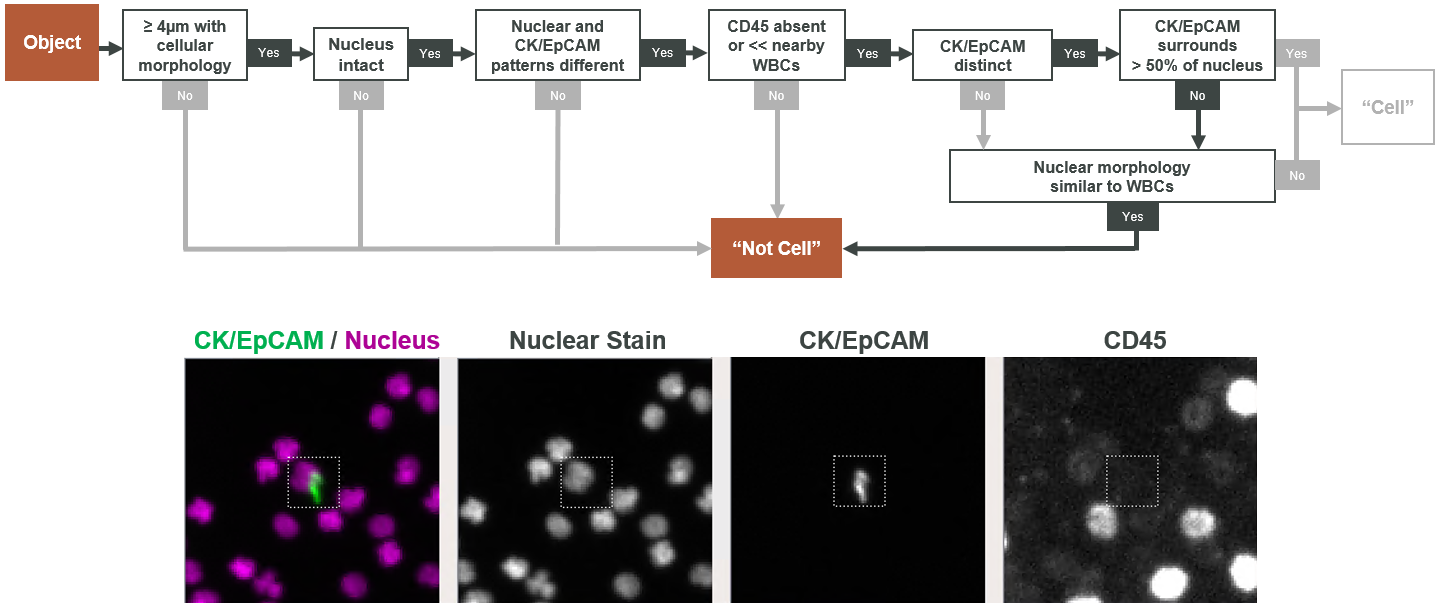 Object
≥ 4µm with
cellular
morphology
Yes
No
Nucleus
intact
Yes
No
Nuclear and
CK/EpCAM
patterns different
Yes
No
CD45 absent
or << nearby
WBCs
Yes
No
CK/EpCAM
distinct
Yes
No
CK/EpCAM
surrounds
> 50% of nucleus
Yes
No
“Cell”
Nuclear morphology
similar to WBCs
No
Yes
“Not Cell”
CK/EpCAM / Nucleus
Nuclear Stain
CK/EpCAM
CD45